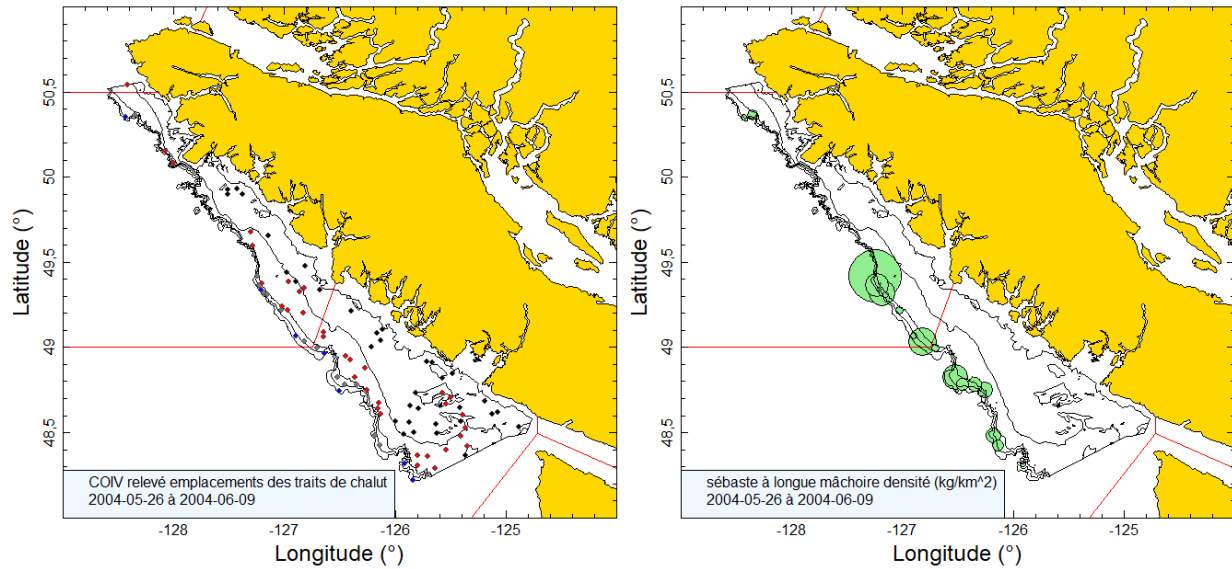 Latitude (°)
50,5
50
49,5
49
48,5
COIV relevé emplacements des traits de chalut
2004-05-26 à 2004-06-09
-128
-127
-126
-125
Longitude (°)
Latitude (°)
50,5
50
49,5
49
48,5
sébaste à longue mâchoire densité (kg/km^2)
2004-05-26 à 2004-06-09
-128
-127
-126
-125
Longitude (°)